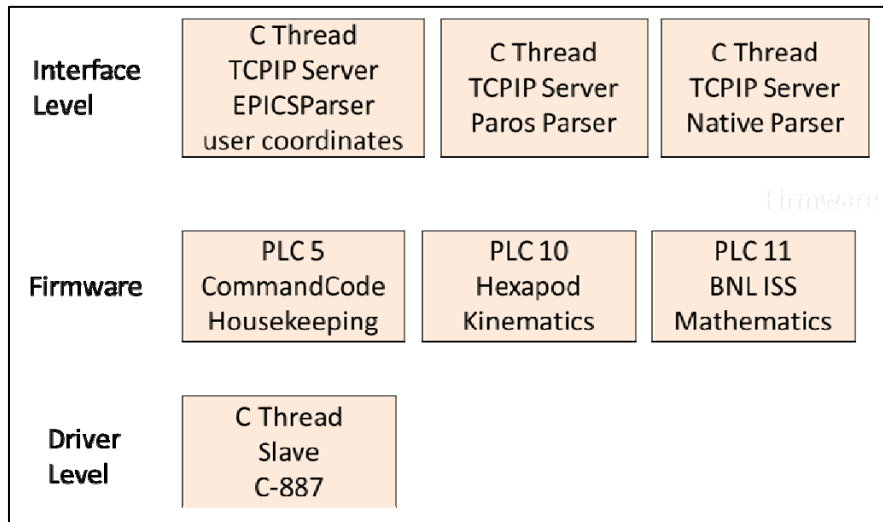 Interface
Level
C Thread
TCPIP Server
EPICSParser
user coordinates
C Thread
TCPIP Server
Paros Parser
C Thread
TCPIP Server
Native Parser
Firmware
Firmware
PLC 5
CommandCode
Housekeeping
PLC 10
Hexapod
Kinematics
PLC 11
BNL ISS
Mathematics
Driver
Level
C Thread
Slave
C-887